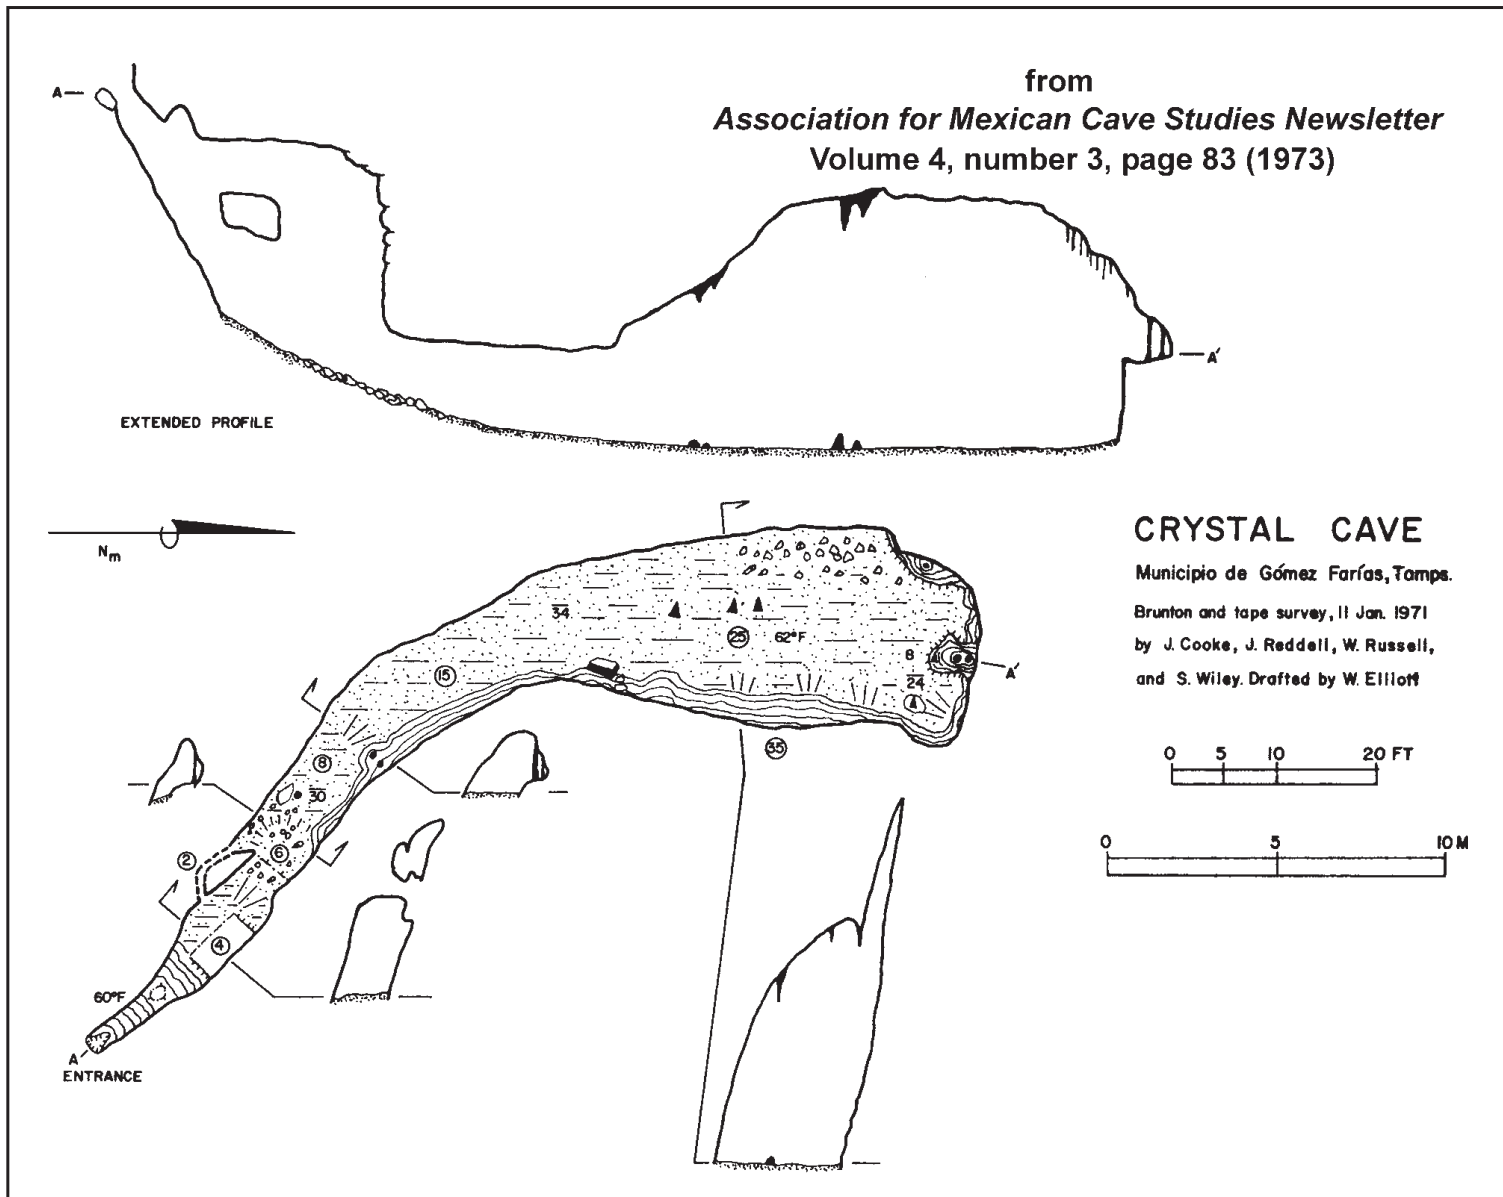 from
Association for Mexican Cave Studies Newsletter
Volume 4, number 3, page 83 (1973)
A
A'
EXTENDED PROFILE
Nm
CRYSTAL CAVE
Municipio de Gómez Farías, Tamps.
Brunton and tape survey, 11 Jan. 1971
by J. Cooke, J. Reddell, W. Russell,
and S. Wiley. Drafted by W. Elliott
0 5 10 20 FT
0 5 10 M
34
25
62°F
8
A'
24
15
35
8
30
2
6
4
60°F
A
ENTRANCE